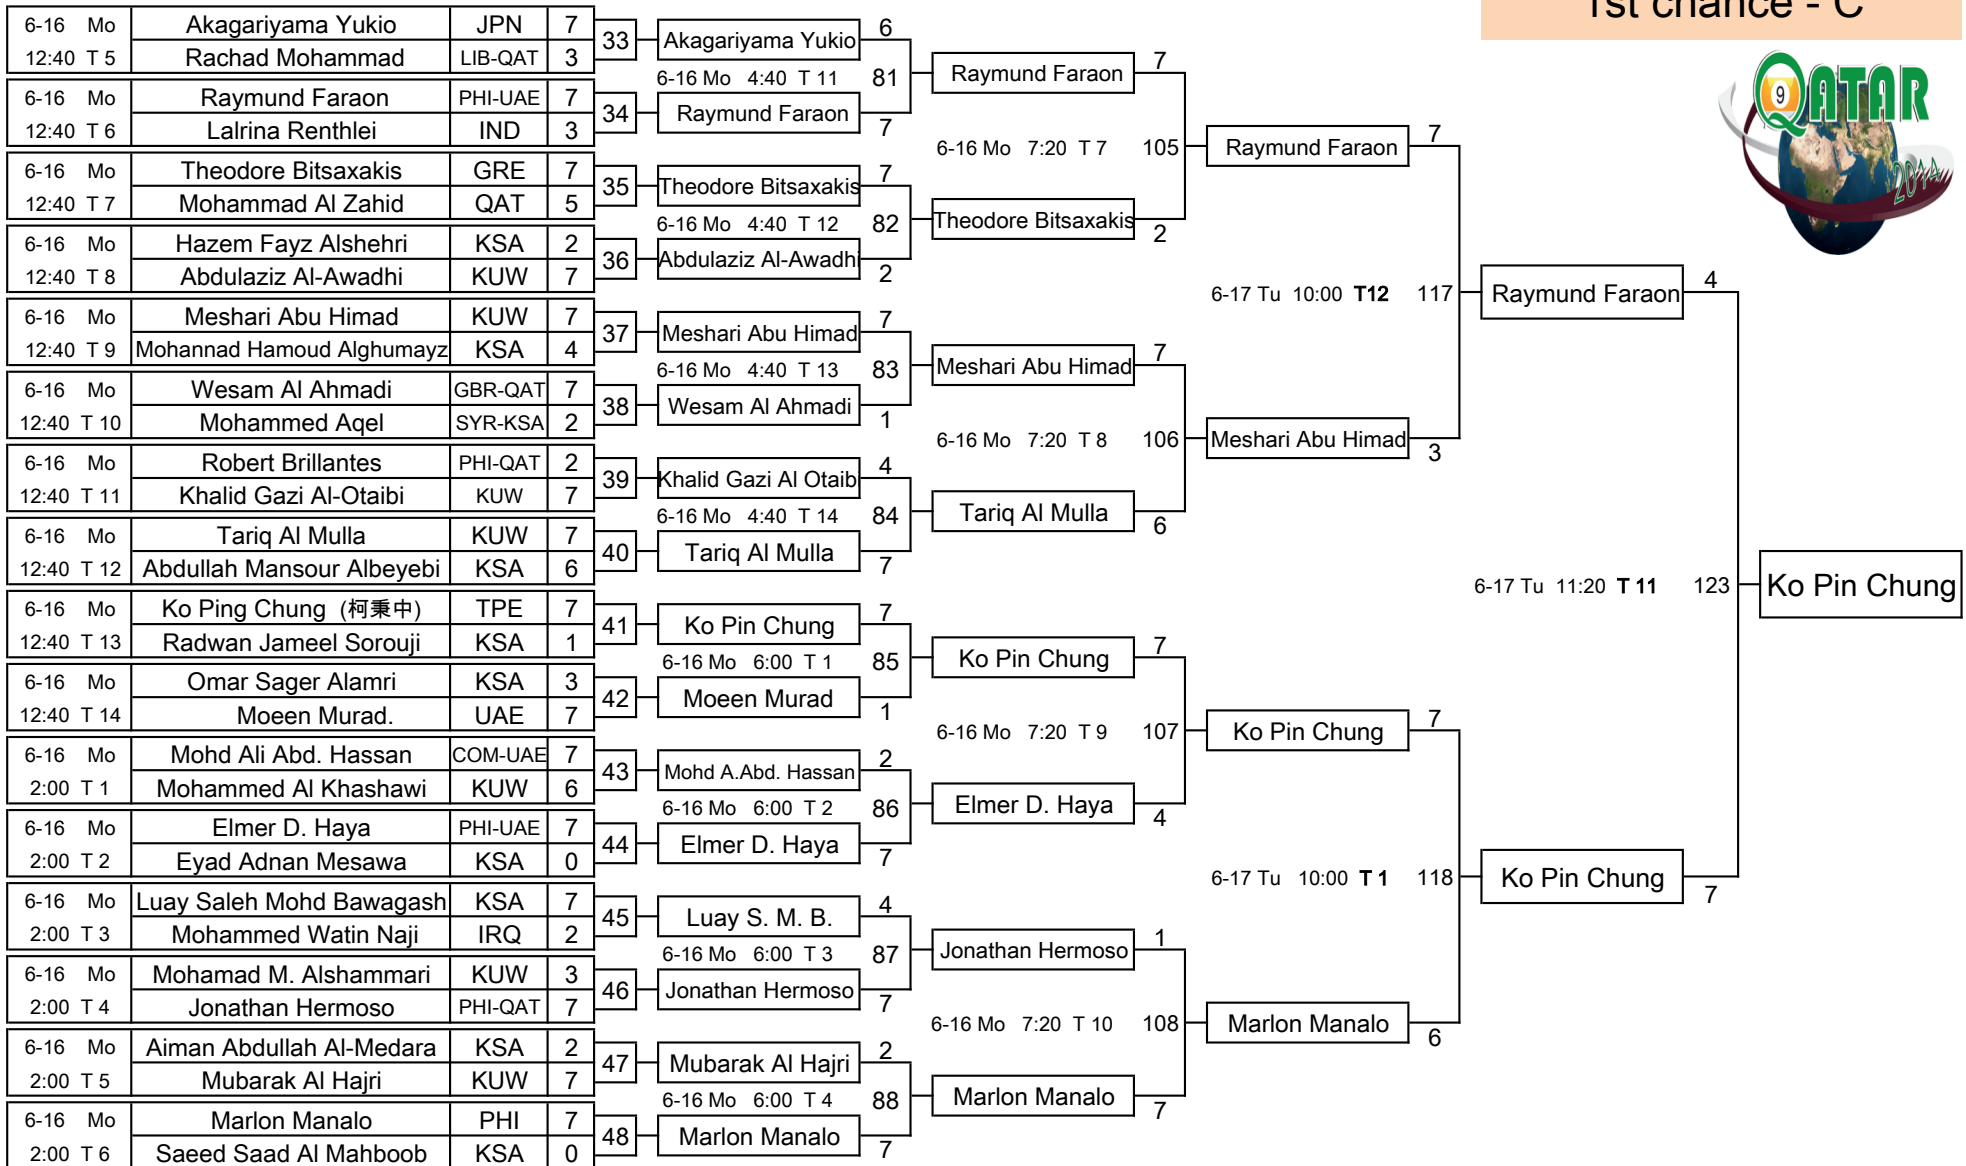 1st chance - C
QATAR
9
2014
6-16 Mo Akagariyama Yukio JPN 7
12:40 T 5 Rachad Mohammad LIB-QAT 3
33
6-16 Mo Raymund Faraon PHI-UAE 7
12:40 T 6 Lalrina Renthlei IND 3
34
6-16 Mo Theodore Bitsaxakis GRE 7
12:40 T 7 Mohammad Al Zahid QAT 5
35
6-16 Mo Hazem Fayz Alshehri KSA 2
12:40 T 8 Abdulaziz Al-Awadhi KUW 7
36
6-16 Mo Meshari Abu Himad KUW 7
12:40 T 9 Mohannad Hamoud Alghumayz KSA 4
37
6-16 Mo Wesam Al Ahmadi GBR-QAT 7
12:40 T 10 Mohammed Aqel SYR-KSA 2
38
6-16 Mo Robert Brillantes PHI-QAT 2
12:40 T 11 Khalid Gazi Al-Otaibi KUW 7
39
6-16 Mo Tariq Al Mulla KUW 7
12:40 T 12 Abdullah Mansour Albeyebi KSA 6
40
6-16 Mo Ko Ping Chung (柯秉中) TPE 7
12:40 T 13 Radwan Jameel Sorouji KSA 1
41
6-16 Mo Omar Sager Alamri KSA 3
12:40 T 14 Moeen Murad. UAE 7
42
6-16 Mo Mohd Ali Abd. Hassan COM-UAE 7
2:00 T 1 Mohammed Al Khashawi KUW 6
43
6-16 Mo Elmer D. Haya PHI-UAE 7
2:00 T 2 Eyad Adnan Mesawa KSA 0
44
6-16 Mo Luay Saleh Mohd Bawagash KSA 7
2:00 T 3 Mohammed Watin Naji IRQ 2
45
6-16 Mo Mohamad M. Alshammari KUW 3
2:00 T 4 Jonathan Hermoso PHI-QAT 7
46
6-16 Mo Aiman Abdullah Al-Medara KSA 2
2:00 T 5 Mubarak Al Hajri KUW 7
47
6-16 Mo Marlon Manalo PHI 7
2:00 T 6 Saeed Saad Al Mahboob KSA 0
48
Akagariyama Yukio 6
6-16 Mo 4:40 T 11 81
Raymund Faraon 7
Theodore Bitsaxakis 7
6-16 Mo 4:40 T 12 82
Abdulaziz Al-Awadhi 2
Meshari Abu Himad 7
6-16 Mo 4:40 T 13 83
Wesam Al Ahmadi 1
Khalid Gazi Al Otaib 4
6-16 Mo 4:40 T 14 84
Tariq Al Mulla 7
Ko Pin Chung 7
6-16 Mo 6:00 T 1 85
Moeen Murad 1
Mohd A.Abd. Hassan 2
6-16 Mo 6:00 T 2 86
Elmer D. Haya 7
Luay S. M. B. 4
6-16 Mo 6:00 T 3 87
Jonathan Hermoso 7
Mubarak Al Hajri 2
6-16 Mo 6:00 T 4 88
Marlon Manalo 7
Raymund Faraon 7
6-16 Mo 7:20 T 7 105
Theodore Bitsaxakis 2
Meshari Abu Himad 7
6-16 Mo 7:20 T 8 106
Tariq Al Mulla 6
Ko Pin Chung 7
6-16 Mo 7:20 T 9 107
Elmer D. Haya 4
Jonathan Hermoso 1
6-16 Mo 7:20 T 10 108
Marlon Manalo 7
Raymund Faraon 7
6-17 Tu 10:00 T12 117
Meshari Abu Himad 3
Ko Pin Chung 7
6-17 Tu 10:00 T 1 118
Marlon Manalo 6
Raymund Faraon 4
6-17 Tu 11:20 T 11 123
Ko Pin Chung 7
Ko Pin Chung